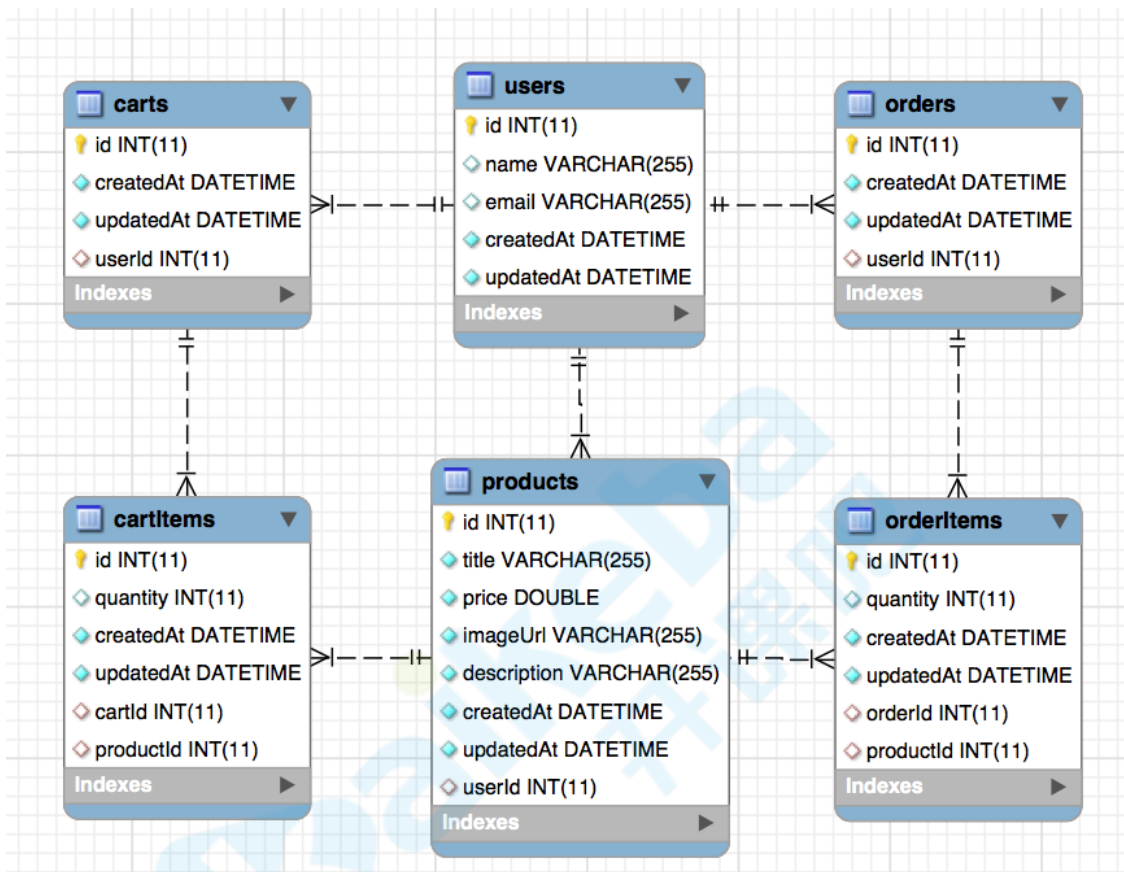 carts
id INT(11)
createdAt DATETIME
updatedAt DATETIME
userId INT(11)
Indexes
users
id INT(11)
name VARCHAR(255)
email VARCHAR(255)
createdAt DATETIME
updatedAt DATETIME
Indexes
orders
id INT(11)
createdAt DATETIME
updatedAt DATETIME
userId INT(11)
Indexes
cartItems
id INT(11)
quantity INT(11)
createdAt DATETIME
updatedAt DATETIME
cartId INT(11)
productId INT(11)
Indexes
products
id INT(11)
title VARCHAR(255)
price DOUBLE
imageUrl VARCHAR(255)
description VARCHAR(255)
createdAt DATETIME
updatedAt DATETIME
userId INT(11)
Indexes
orderItems
id INT(11)
quantity INT(11)
createdAt DATETIME
updatedAt DATETIME
orderId INT(11)
productId INT(11)
Indexes
kaikeba
开课吧